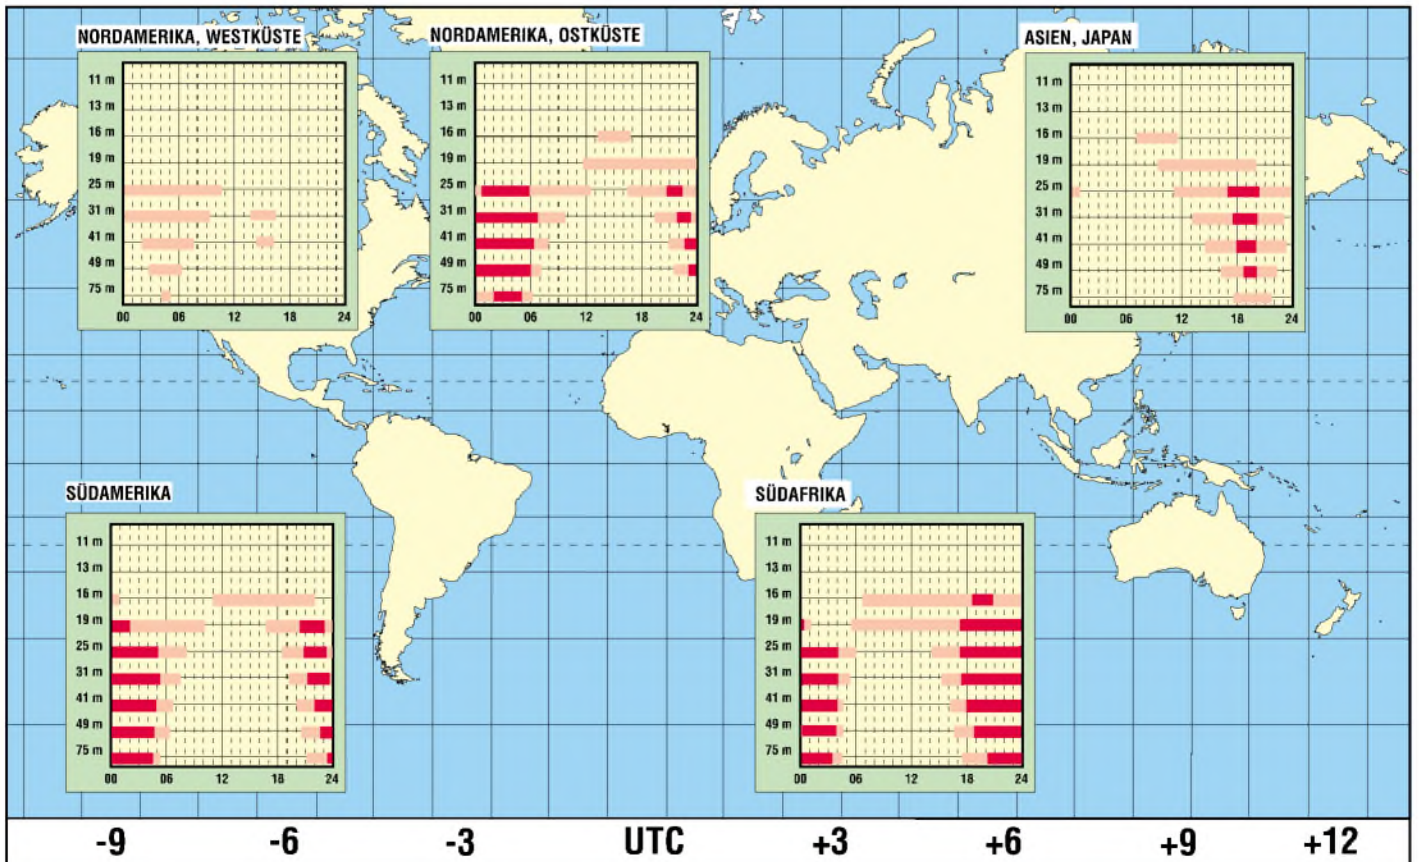 NORDAMERIKA, WESTKÜSTE
11 m
13 m
16 m
19 m
25 m
31 m
41 m
49 m
75 m
00 06 12 18 24
NORDAMERIKA, OSTKÜSTE
11 m
13 m
16 m
19 m
25 m
31 m
41 m
49 m
75 m
00 06 12 18 24
ASIEN, JAPAN
11 m
13 m
16 m
19 m
25 m
31 m
41 m
49 m
75 m
00 06 12 18 24
SÜDAMERIKA
11 m
13 m
16 m
19 m
25 m
31 m
41 m
49 m
75 m
00 06 12 18 24
SÜDAFRIKA
11 m
13 m
16 m
19 m
25 m
31 m
41 m
49 m
75 m
00 06 12 18 24
-9 -6 -3 UTC +3 +6 +9 +12